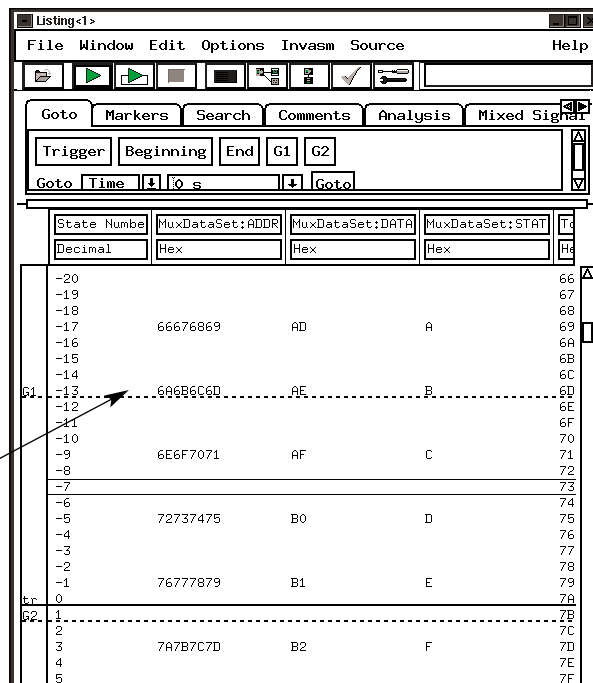 Listing<1>
File Window Edit Options Invasm Source Help
Goto Markers Search Comments Analysis Mixed Signal
Trigger Beginning End G1 G2
Goto Time 0 s Goto
State Numbe MuxDataSet:ADDR MuxDataSet:DATA MuxDataSet:STAT To
Decimal Hex Hex Hex He
-20 66
-19 67
-18 68
-17 66676869 AD A 69
-16 6A
-15 6B
-14 6C
G1 -13 6A6B6C6D AE B 6D
-12 6E
-11 6F
-10 70
-9 6E6F7071 AF C 71
-8 72
-7 73
-6 74
-5 72737475 B0 D 75
-4 76
-3 77
-2 78
-1 76777879 B1 E 79
tr 0 7A
G2 1 7B
2 7C
3 7A7B7C7D B2 F 7D
4 7E
5 7F